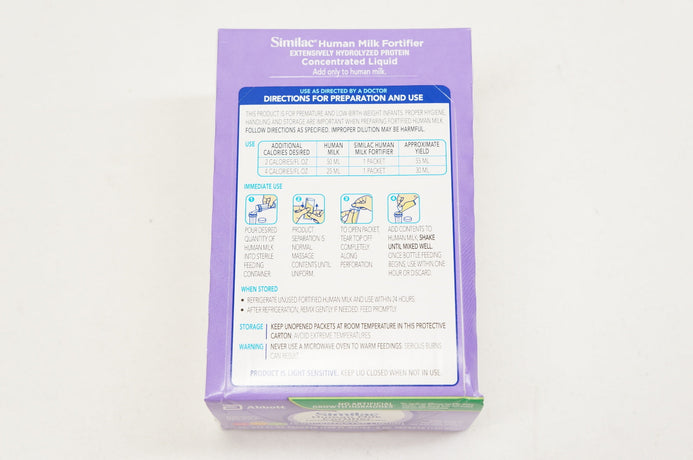 Similac® Human Milk Fortifier
EXTENSIVELY HYDROLYZED PROTEIN
Concentrated Liquid
Add only to human milk.
USE AS DIRECTED BY A DOCTOR
DIRECTIONS FOR PREPARATION AND USE
THIS PRODUCT IS FOR PREMATURE AND LOW-BIRTH-WEIGHT INFANTS. PROPER HYGIENE,
HANDLING AND STORAGE ARE IMPORTANT WHEN PREPARING FORTIFIED HUMAN MILK.
FOLLOW DIRECTIONS AS SPECIFIED. IMPROPER DILUTION MAY BE HARMFUL.
USE
ADDITIONAL CALORIES DESIRED HUMAN MILK SIMILAC HUMAN MILK FORTIFIER APPROXIMATE YIELD
2 CALORIES/FL OZ 50 ML 1 PACKET 55 ML
4 CALORIES/FL OZ 25 ML 1 PACKET 30 ML
IMMEDIATE USE
1
POUR DESIRED
QUANTITY OF
HUMAN MILK
INTO STERILE
FEEDING
CONTAINER.
2
PRODUCT
SEPARATION IS
NORMAL.
MASSAGE
CONTENTS UNTIL
UNIFORM.
3
TO OPEN PACKET,
TEAR TOP OFF
COMPLETELY
ALONG
PERFORATION.
4
ADD CONTENTS TO
HUMAN MILK; SHAKE
UNTIL MIXED WELL.
ONCE BOTTLE FEEDING
BEGINS, USE WITHIN ONE
HOUR OR DISCARD.
WHEN STORED
• REFRIGERATE UNUSED FORTIFIED HUMAN MILK AND USE WITHIN 24 HOURS.
• AFTER REFRIGERATION, REMIX GENTLY IF NEEDED. FEED PROMPTLY.
STORAGE KEEP UNOPENED PACKETS AT ROOM TEMPERATURE IN THIS PROTECTIVE
CARTON. AVOID EXTREME TEMPERATURES.
WARNING NEVER USE A MICROWAVE OVEN TO WARM FEEDINGS. SERIOUS BURNS
CAN RESULT.
PRODUCT IS LIGHT-SENSITIVE. KEEP LID CLOSED WHEN NOT IN USE.
Abbott
NO ARTIFICIAL
GROWTH HORMONES
Similac